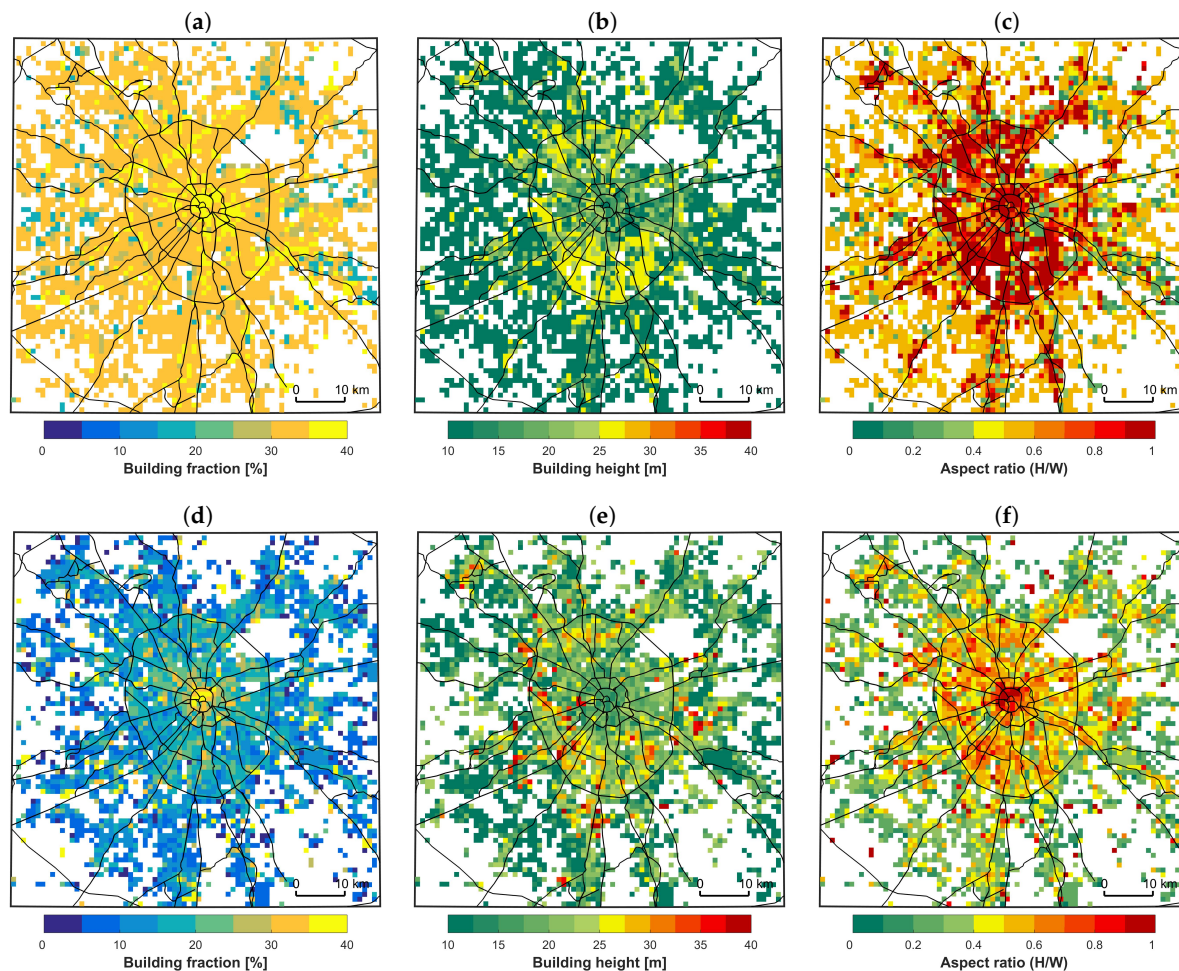 (a) (b) (c)
0 10 km 0 10 km 0 10 km
0 10 20 30 40 10 15 20 25 30 35 40 0 0.2 0.4 0.6 0.8 1
Building fraction [%] Building height [m] Aspect ratio (H/W)
(d) (e) (f)
0 10 km 0 10 km 0 10 km
0 10 20 30 40 10 15 20 25 30 35 40 0 0.2 0.4 0.6 0.8 1
Building fraction [%] Building height [m] Aspect ratio (H/W)